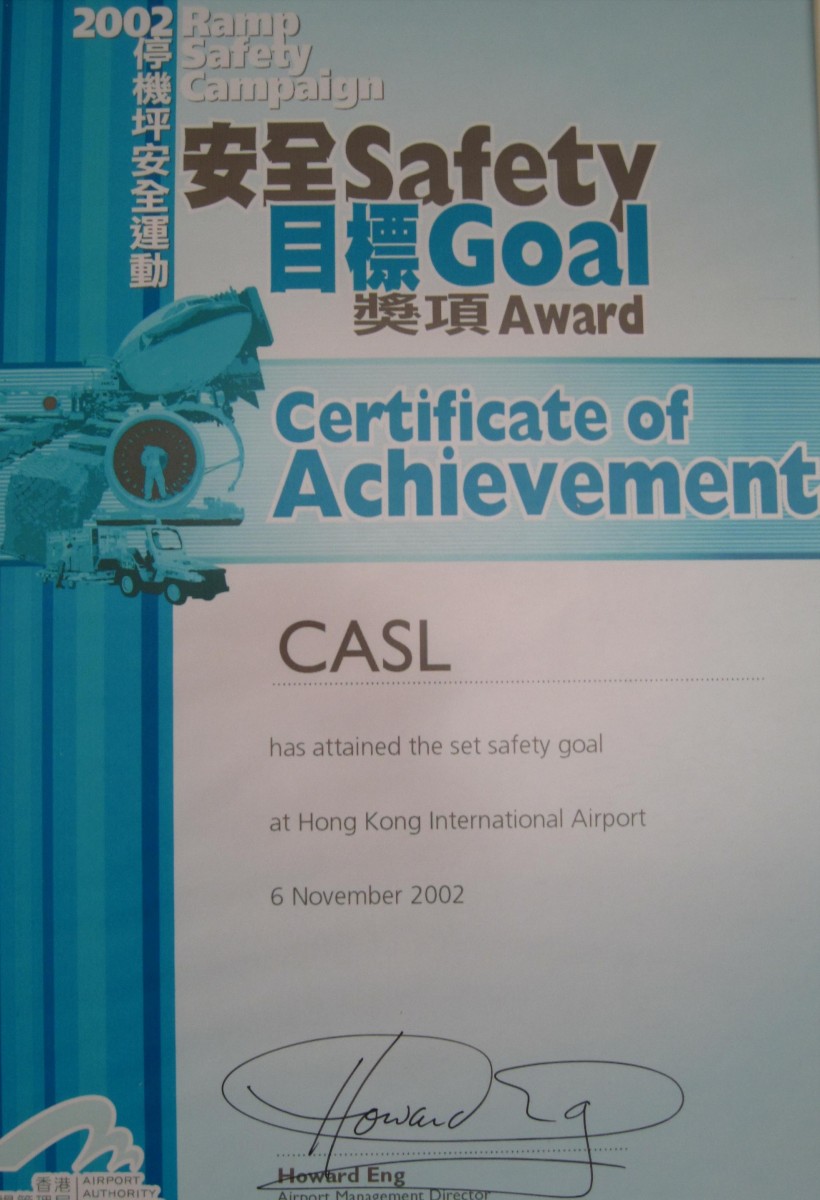 2002 Ramp
Safety
Campaign
停機坪安全運動
安全Safety
目標Goal
獎項Award
Certificate of
Achievement
CASL
has attained the set safety goal
at Hong Kong International Airport
6 November 2002
Howard Eng
Howard Eng
Airport Management Director
香港
AIRPORT
AUTHORITY